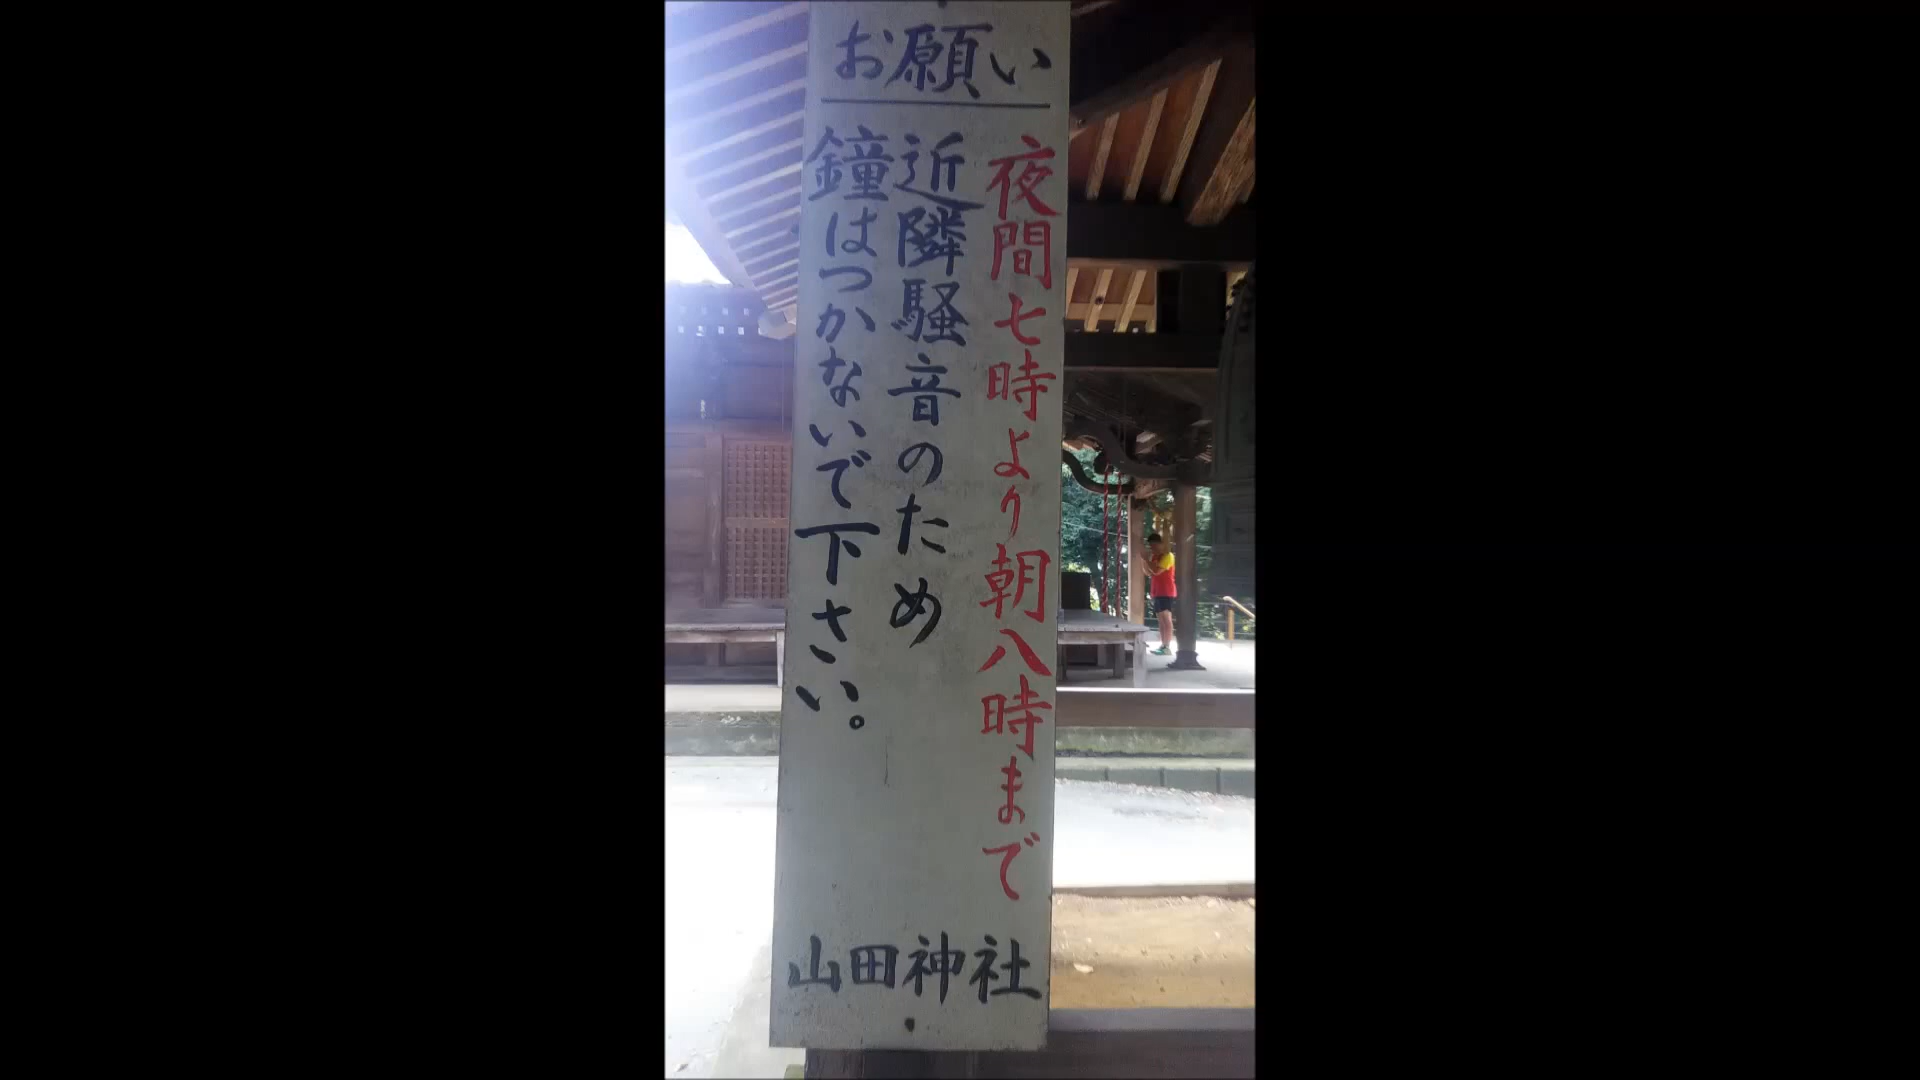 お願い
夜間七時より朝八時まで
近隣騒音のため
鐘はつかないで下さい。
山田神社